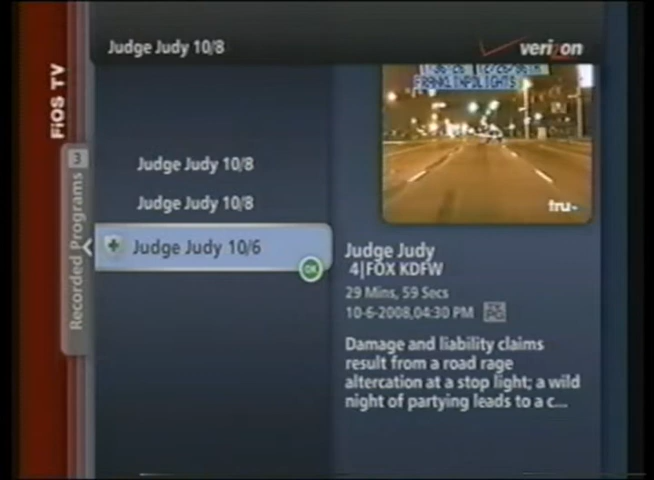 Judge Judy 10/8
verizon
FiOS TV
FRANKLINPDLIGHTS
tru
3
Recorded Programs
Judge Judy 10/8
Judge Judy 10/8
Judge Judy 10/6
OK
Judge Judy
4|FOX KDFW
29 Mins, 59 Secs
10-6-2008,04:30 PM
Damage and liability claims
result from a road rage
altercation at a stop light; a wild
night of partying leads to a c...